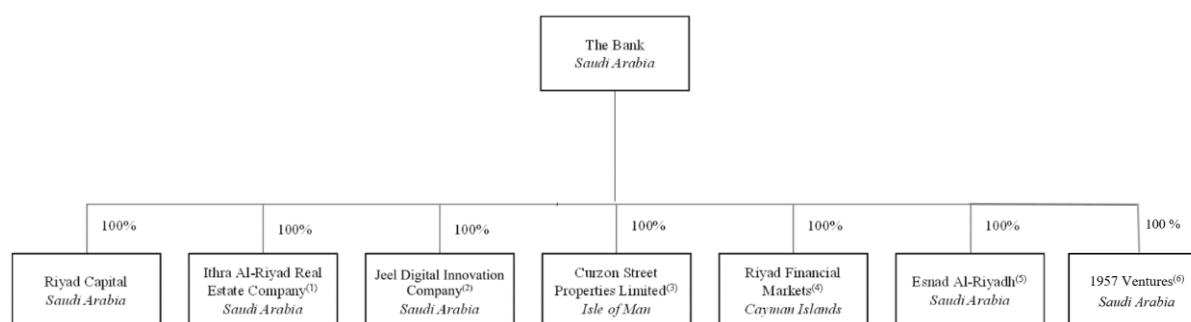 The Bank
Saudi Arabia
100%
100%
100%
100%
100%
100%
100 %
Riyad Capital
Saudi Arabia
Ithra Al-Riyad Real
Estate Company(1)
Saudi Arabia
Jeel Digital Innovation
Company(2)
Saudi Arabia
Curzon Street
Properties Limited(3)
Isle of Man
Riyad Financial
Markets(4)
Cayman Islands
Esnad Al-Riyadh(5)
Saudi Arabia
1957 Ventures(6)
Saudi Arabia